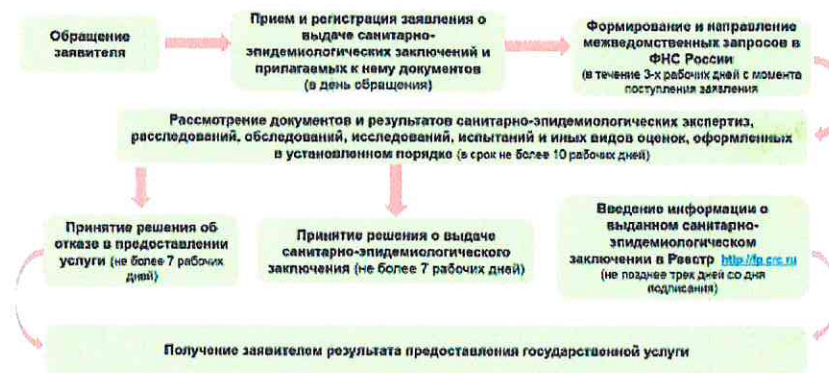 Обращение
заявителя
Прием и регистрация заявления о
выдаче санитарно-
эпидемиологических заключений и
прилагаемых к нему документов
(в день обращения)
Формирование и направление
межведомственных запросов в
ФНС России
(в течение 3-х рабочих дней с момента
поступления заявления
Рассмотрение документов и результатов санитарно-эпидемиологических экспертиз,
расследований, обследований, исследований, испытаний и иных видов оценок, оформленных
в установленном порядке (в срок не более 10 рабочих дней)
Принятие решения об
отказе в предоставлении
услуги (не более 7 рабочих
дней)
Принятие решения о выдаче
санитарно-эпидемиологического
заключения (не более 7 рабочих дней)
Введение информации о
выданном санитарно-
эпидемиологическом
заключении в Реестр http://fp.crc.ru
(не позднее трех дней со дня
подписания)
Получение заявителем результата предоставления государственной услуги